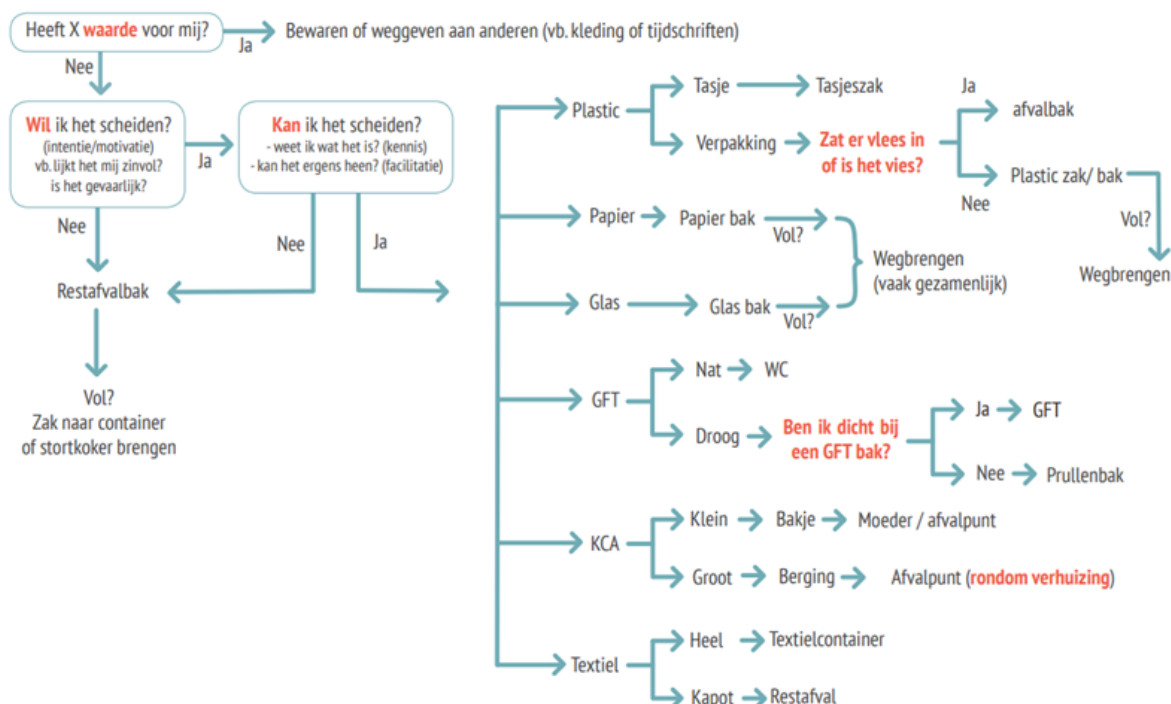 Heeft X waarde voor mij?
Ja
Bewaren of weggeven aan anderen (vb. kleding of tijdschriften)
Nee
Wil ik het scheiden?
(intentie/motivatie)
vb. lijkt het mij zinvol?
is het gevaarlijk?
Ja
Kan ik het scheiden?
- weet ik wat het is? (kennis)
- kan het ergens heen? (facilitatie)
Nee
Nee
Ja
Restafvalbak
Vol?
Zak naar container
of stortkoker brengen
Plastic
Tasje
Tasjeszak
Verpakking
Zat er vlees in
of is het vies?
Ja
afvalbak
Nee
Plastic zak/ bak
Vol?
Wegbrengen
Papier
Papier bak
Vol?
Glas
Glas bak
Vol?
Wegbrengen
(vaak gezamenlijk)
GFT
Nat
WC
Droog
Ben ik dicht bij
een GFT bak?
Ja
GFT
Nee
Prullenbak
KCA
Klein
Bakje
Moeder / afvalpunt
Groot
Berging
Afvalpunt (rondom verhuizing)
Textiel
Heel
Textielcontainer
Kapot
Restafval